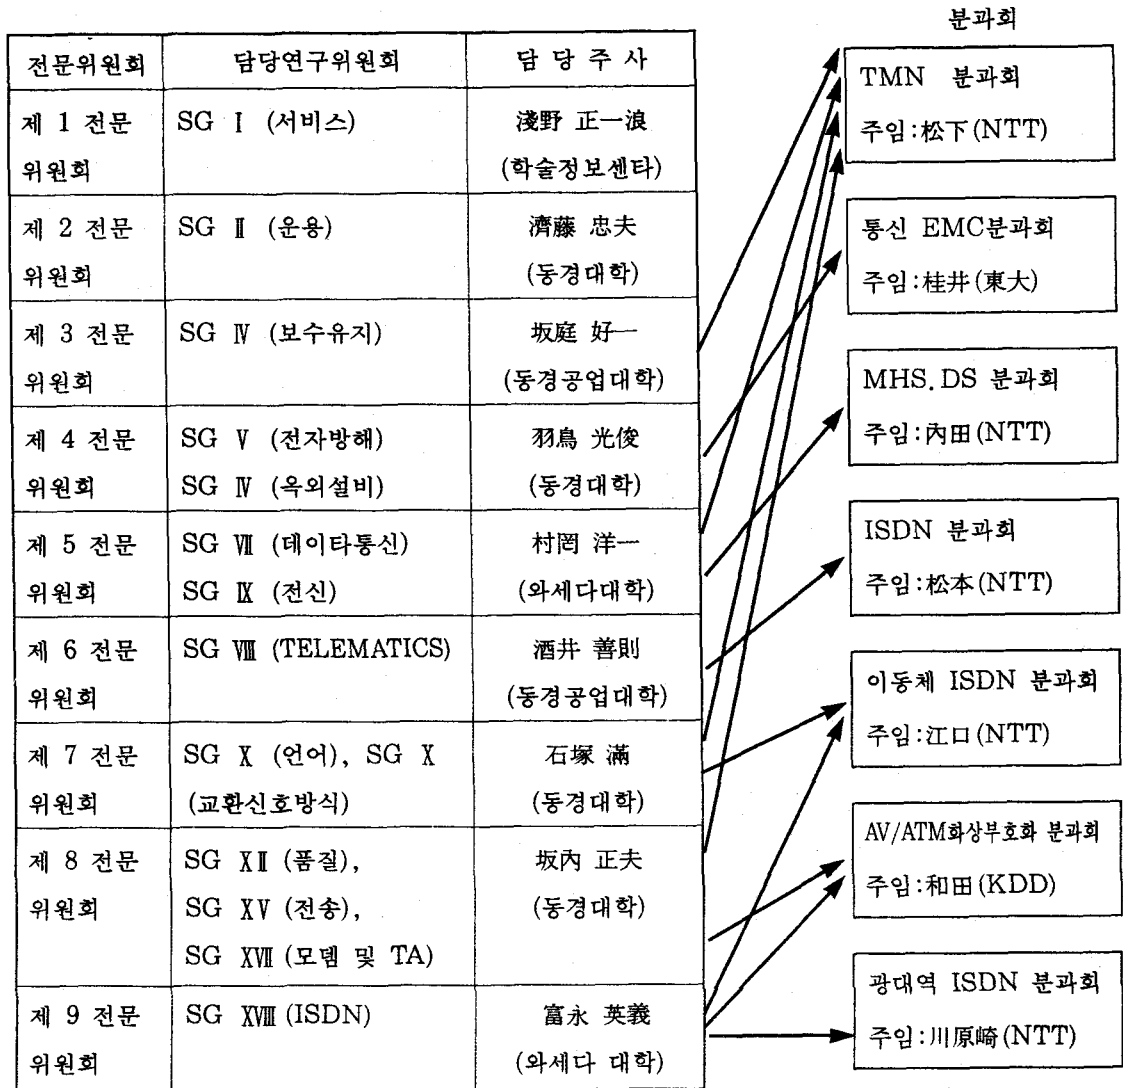 분과회
전문위원회 담당연구위원회 담 당 주 사
제 1 전문 SG Ⅰ (서비스) 淺野 正一浪
위원회 (학술정보센타)
제 2 전문 SG Ⅱ (운용) 濟藤 忠夫
위원회 (동경대학)
제 3 전문 SG Ⅳ (보수유지) 坂庭 好一
위원회 (동경공업대학)
제 4 전문 SG Ⅴ (전자방해) 羽鳥 光俊
위원회 SG Ⅳ (옥외설비) (동경대학)
제 5 전문 SG Ⅶ (데이타통신) 村岡 洋一
위원회 SG Ⅸ (전신) (와세다대학)
제 6 전문 SG Ⅷ (TELEMATICS) 酒井 善則
위원회 (동경공업대학)
제 7 전문 SG Ⅹ (언어), SG Ⅹ 石塚 滿
위원회 (교환신호방식) (동경대학)
제 8 전문 SG ⅩⅡ (품질), 坂內 正夫
위원회 SG ⅩⅤ (전송), (동경대학)
SG ⅩⅦ (모뎀 및 TA)
제 9 전문 SG ⅩⅧ (ISDN) 富永 英義
위원회 (와세다 대학)
TMN 분과회
주임:松下(NTT)
통신 EMC분과회
주임:桂井(東大)
MHS.DS 분과회
주임:內田(NTT)
ISDN 분과회
주임:松本(NTT)
이동체 ISDN 분과회
주임:江口(NTT)
AV/ATM화상부호화 분과회
주임:和田(KDD)
광대역 ISDN 분과회
주임:川原崎(NTT)